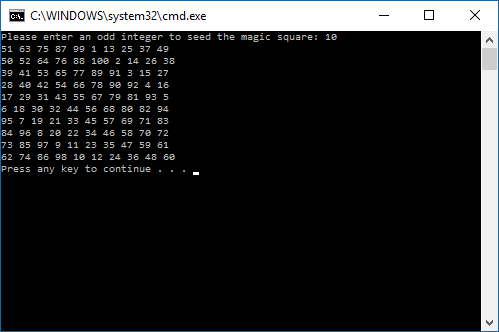 C:\WINDOWS\system32\cmd.exe
Please enter an odd integer to seed the magic square: 10
51 63 75 87 99 1 13 25 37 49
50 52 64 76 88 100 2 14 26 38
39 41 53 65 77 89 91 3 15 27
28 40 42 54 66 78 90 92 4 16
17 29 31 43 55 67 79 81 93 5
6 18 30 32 44 56 68 80 82 94
95 7 19 21 33 45 57 69 71 83
84 96 8 20 22 34 46 58 70 72
73 85 97 9 11 23 35 47 59 61
62 74 86 98 10 12 24 36 48 60
Press any key to continue . . .